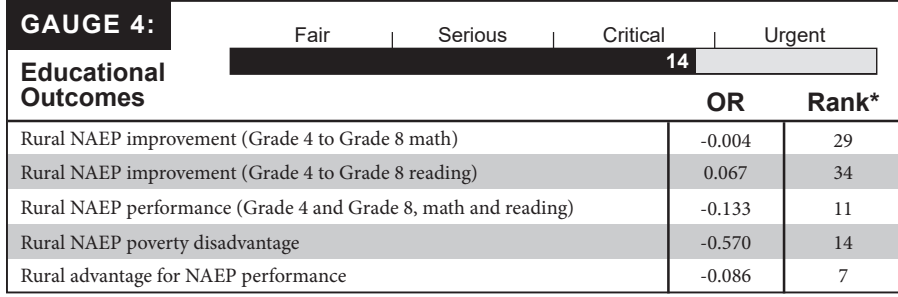 GAUGE 4:
Fair | Serious | Critical | Urgent
14
Educational
Outcomes
OR Rank*
Rural NAEP improvement (Grade 4 to Grade 8 math) -0.004 29
Rural NAEP improvement (Grade 4 to Grade 8 reading) 0.067 34
Rural NAEP performance (Grade 4 and Grade 8, math and reading) -0.133 11
Rural NAEP poverty disadvantage -0.570 14
Rural advantage for NAEP performance -0.086 7